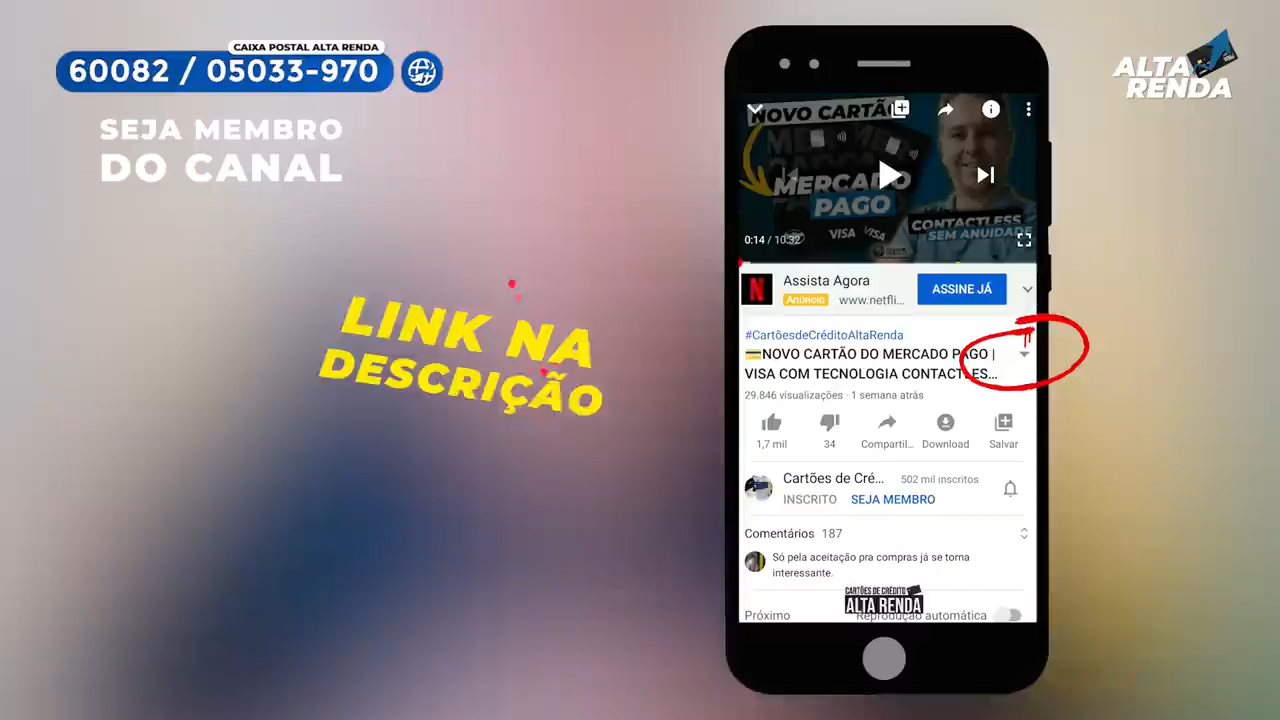 CAIXA POSTAL ALTA RENDA
60082 / 05033-970
SEJA MEMBRO
DO CANAL
ALTA
RENDA
LINK NA
DESCRIÇÃO
NOVO CARTÃO
MERCADO
PAGO
VISA
VISA
CONTACTLESS
SEM ANUIDADE
0:14 / 10:32
Assista Agora
Anúncio www.netfli...
ASSINE JÁ
#CartõesdeCréditoAltaRenda
NOVO CARTÃO DO MERCADO PAGO |
VISA COM TECNOLOGIA CONTACTLES...
29.846 visualizações · 1 semana atrás
1,7 mil 34 Compartil... Download Salvar
Cartões de Cré... 502 mil inscritos
INSCRITO SEJA MEMBRO
Comentários 187
Só pela aceitação pra compras já se torna
interessante.
CARTÕES DE CRÉDITO
ALTA RENDA
Próximo Reprodução automática